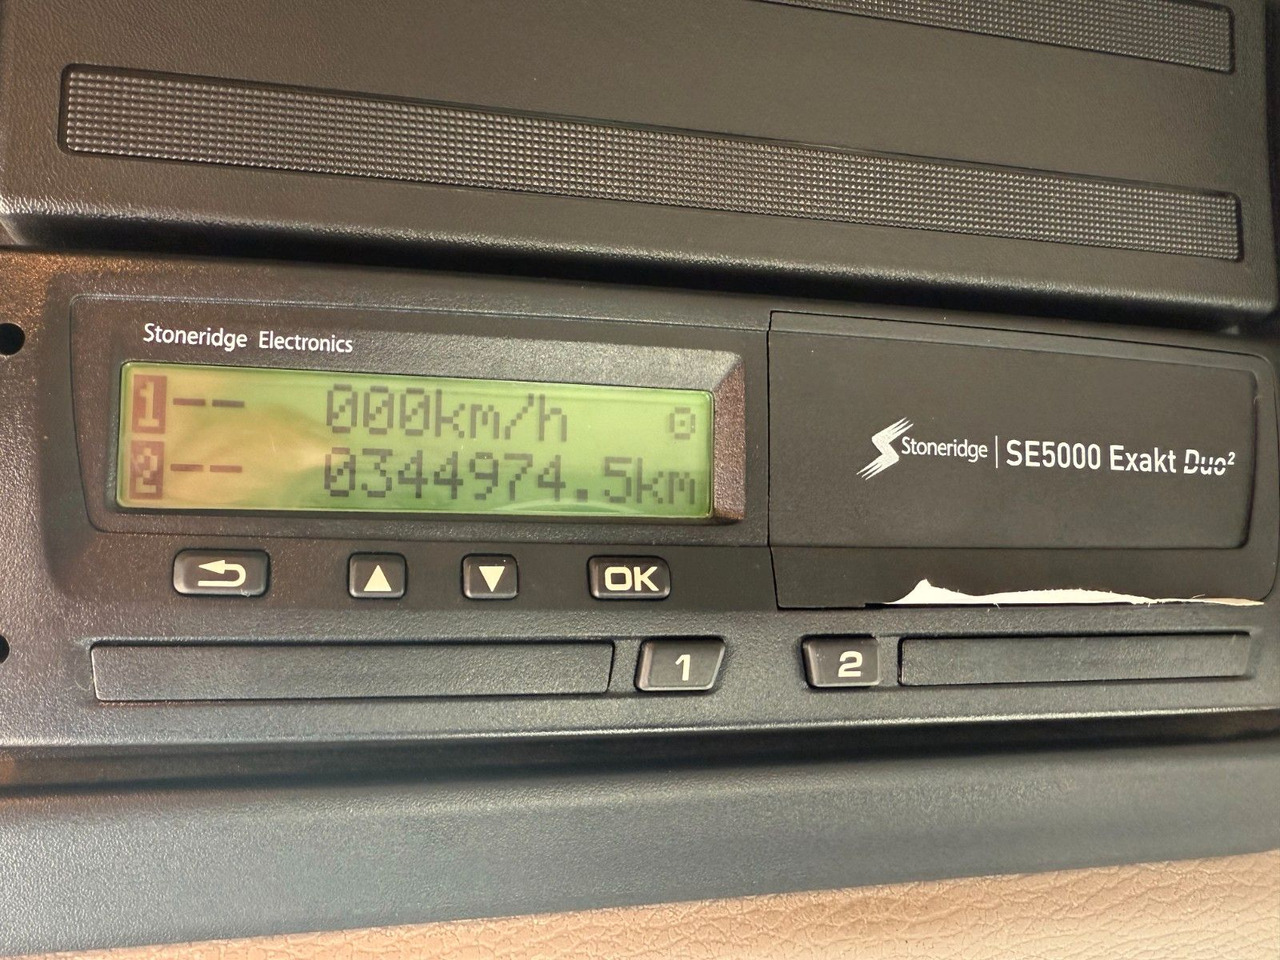 Stoneridge Electronics
1 -- 000km/h
2 -- 0344974.5km
Stoneridge | SE5000 Exakt Duo²
OK
1
2